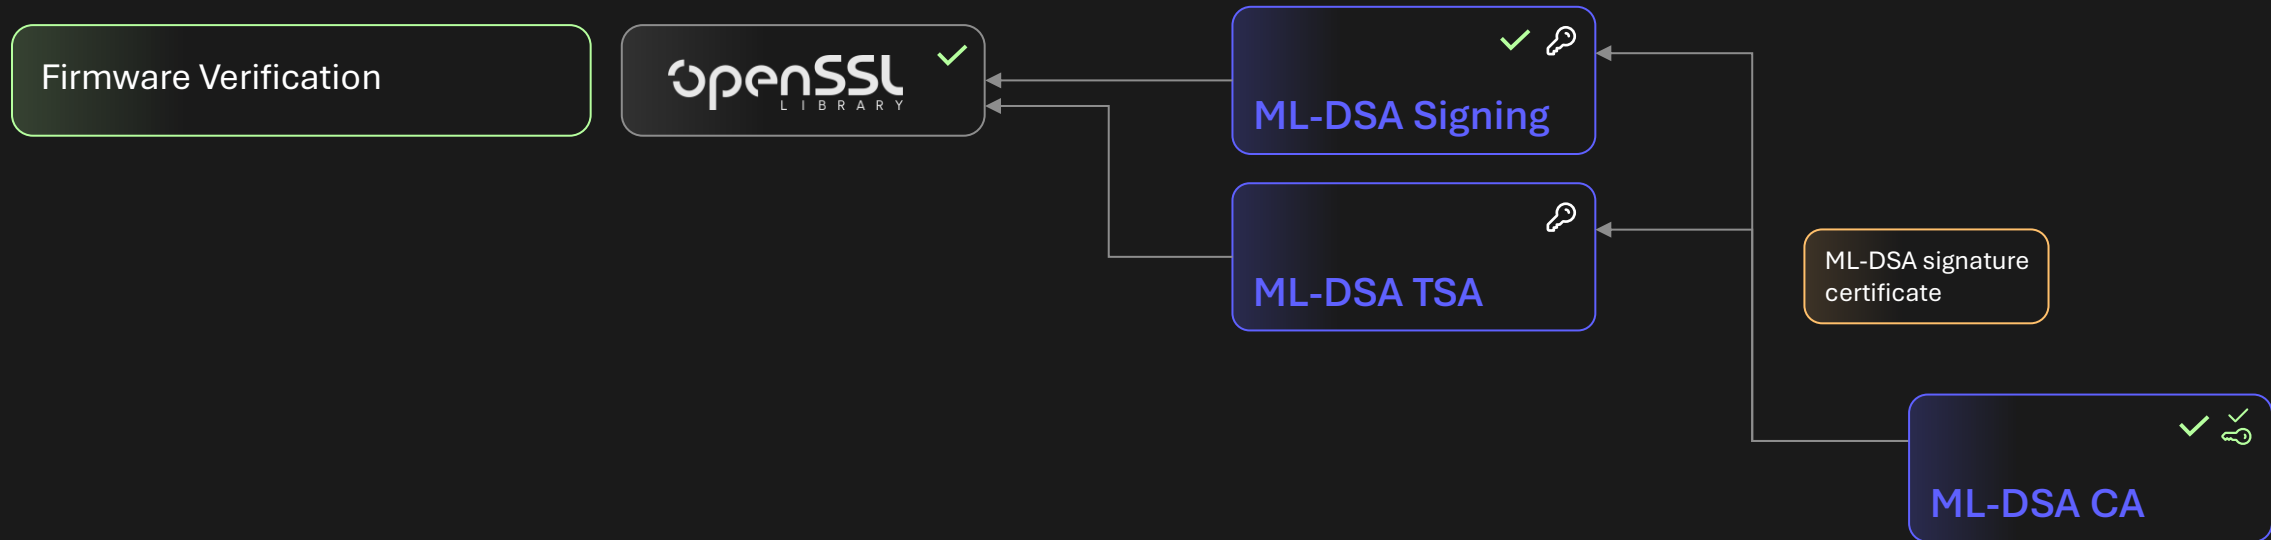 Firmware Verification
openSSL
LIBRARY
ML-DSA Signing
ML-DSA TSA
ML-DSA signature
certificate
ML-DSA CA